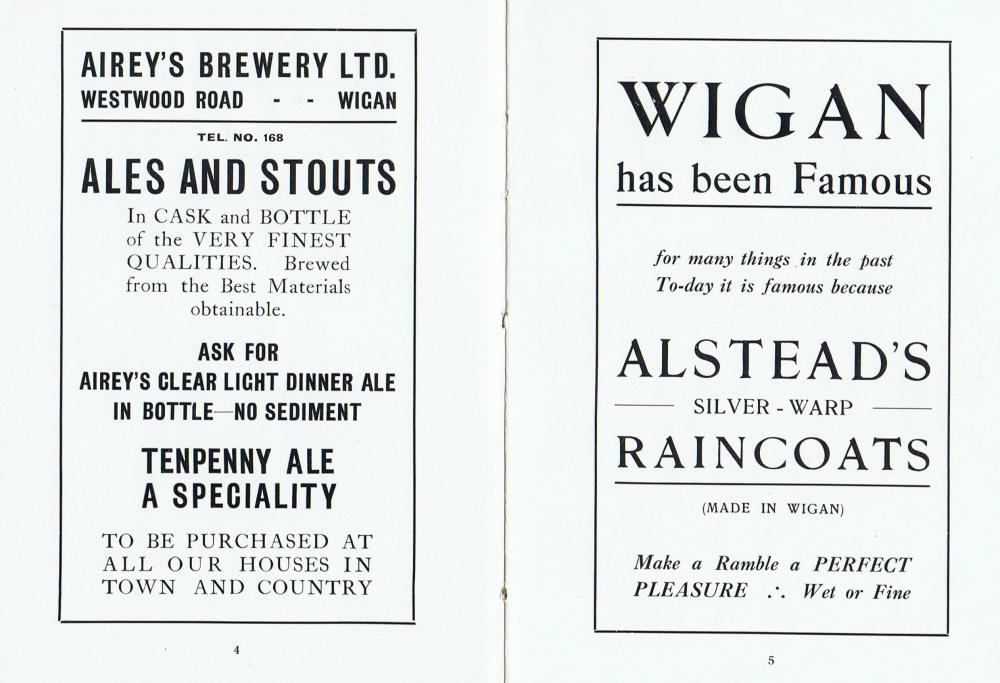 AIREY'S BREWERY LTD.
WESTWOOD ROAD - - WIGAN
TEL. NO. 168
ALES AND STOUTS
In CASK and BOTTLE
of the VERY FINEST
QUALITIES. Brewed
from the Best Materials
obtainable.
ASK FOR
AIREY'S CLEAR LIGHT DINNER ALE
IN BOTTLE—NO SEDIMENT
TENPENNY ALE
A SPECIALITY
TO BE PURCHASED AT
ALL OUR HOUSES IN
TOWN AND COUNTRY
4
WIGAN
has been Famous
for many things in the past
To-day it is famous because
ALSTEAD'S
SILVER - WARP
RAINCOATS
(MADE IN WIGAN)
Make a Ramble a PERFECT
PLEASURE ∴ Wet or Fine
5